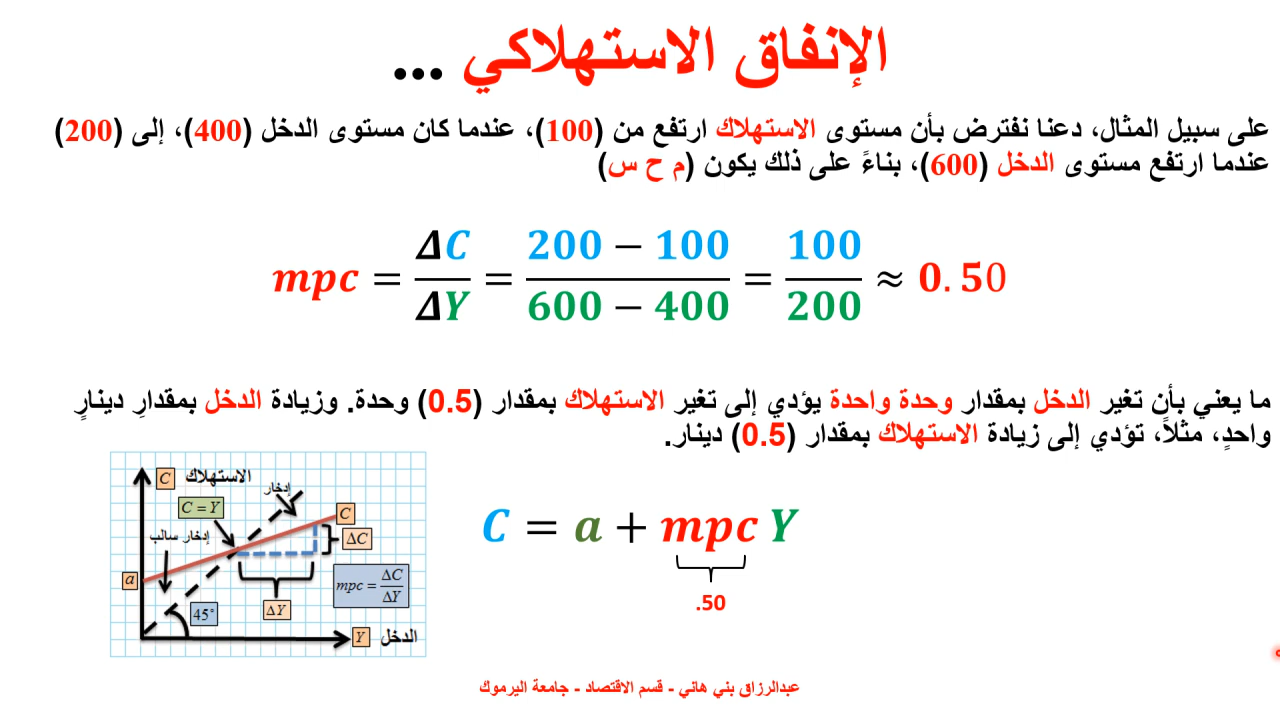 الإنفاق الاستهلاكي ...
على سبيل المثال، دعنا نفترض بأن مستوى الاستهلاك ارتفع من (100)، عندما كان مستوى الدخل (400)، إلى (200)
عندما ارتفع مستوى الدخل (600)، بناءً على ذلك يكون (م ح س)
mpc = ΔC/ΔY = (200 − 100)/(600 − 400) = 100/200 ≈ 0.50
ما يعني بأن تغير الدخل بمقدار وحدة واحدة يؤدي إلى تغير الاستهلاك بمقدار (0.5) وحدة. وزيادة الدخل بمقدارِ دينارٍ
واحدٍ، مثلاً، تؤدي إلى زيادة الاستهلاك بمقدار (0.5) دينار.
C = a + mpc Y
.50
C الاستهلاك
إدخار
C = Y
C
إدخار سالب
ΔC
a
mpc = ΔC/ΔY
ΔY
45°
Y الدخل
عبدالرزاق بني هاني - قسم الاقتصاد - جامعة اليرموك